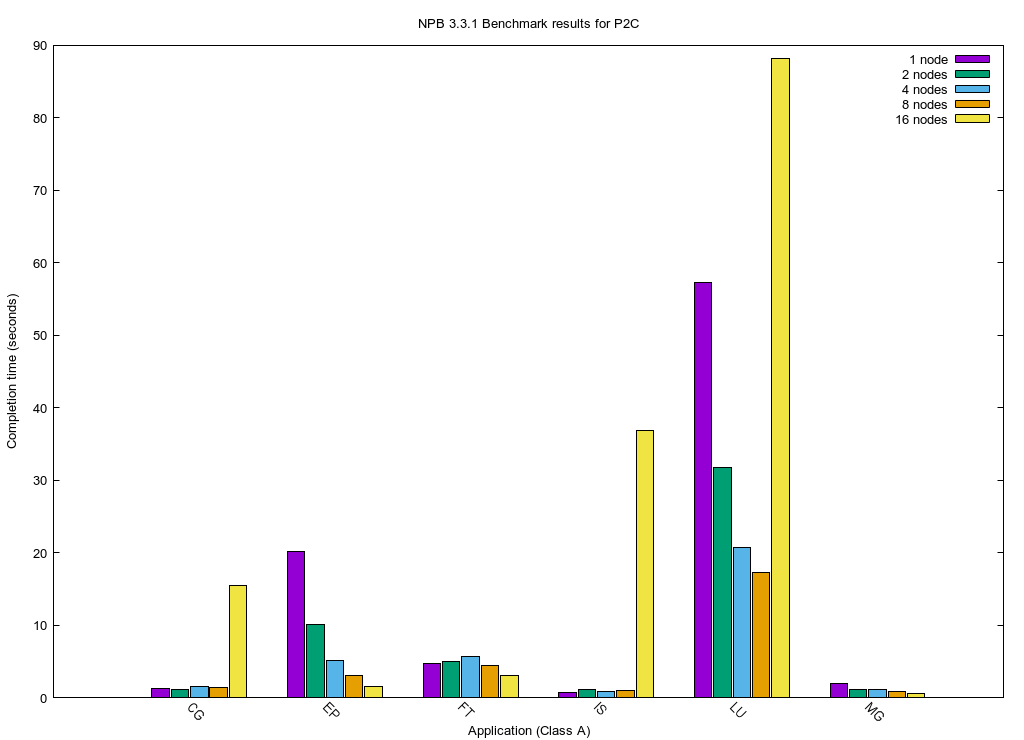 NPB 3.3.1 Benchmark results for P2C
90
80
70
60
50
40
30
20
10
0
Completion time (seconds)
1 node
2 nodes
4 nodes
8 nodes
16 nodes
CG
EP
FT
IS
LU
MG
Application (Class A)